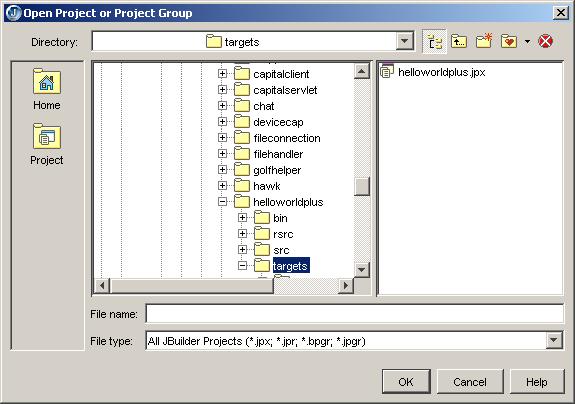 Open Project or Project Group
Directory: targets
Home
Project
capitalclient
capitalservlet
chat
devicecap
fileconnection
filehandler
golfhelper
hawk
helloworldplus
bin
rsrc
src
targets
helloworldplus.jpx
File name:
File type: All JBuilder Projects (*.jpx; *.jpr; *.bpgr; *.jpgr)
OK Cancel Help